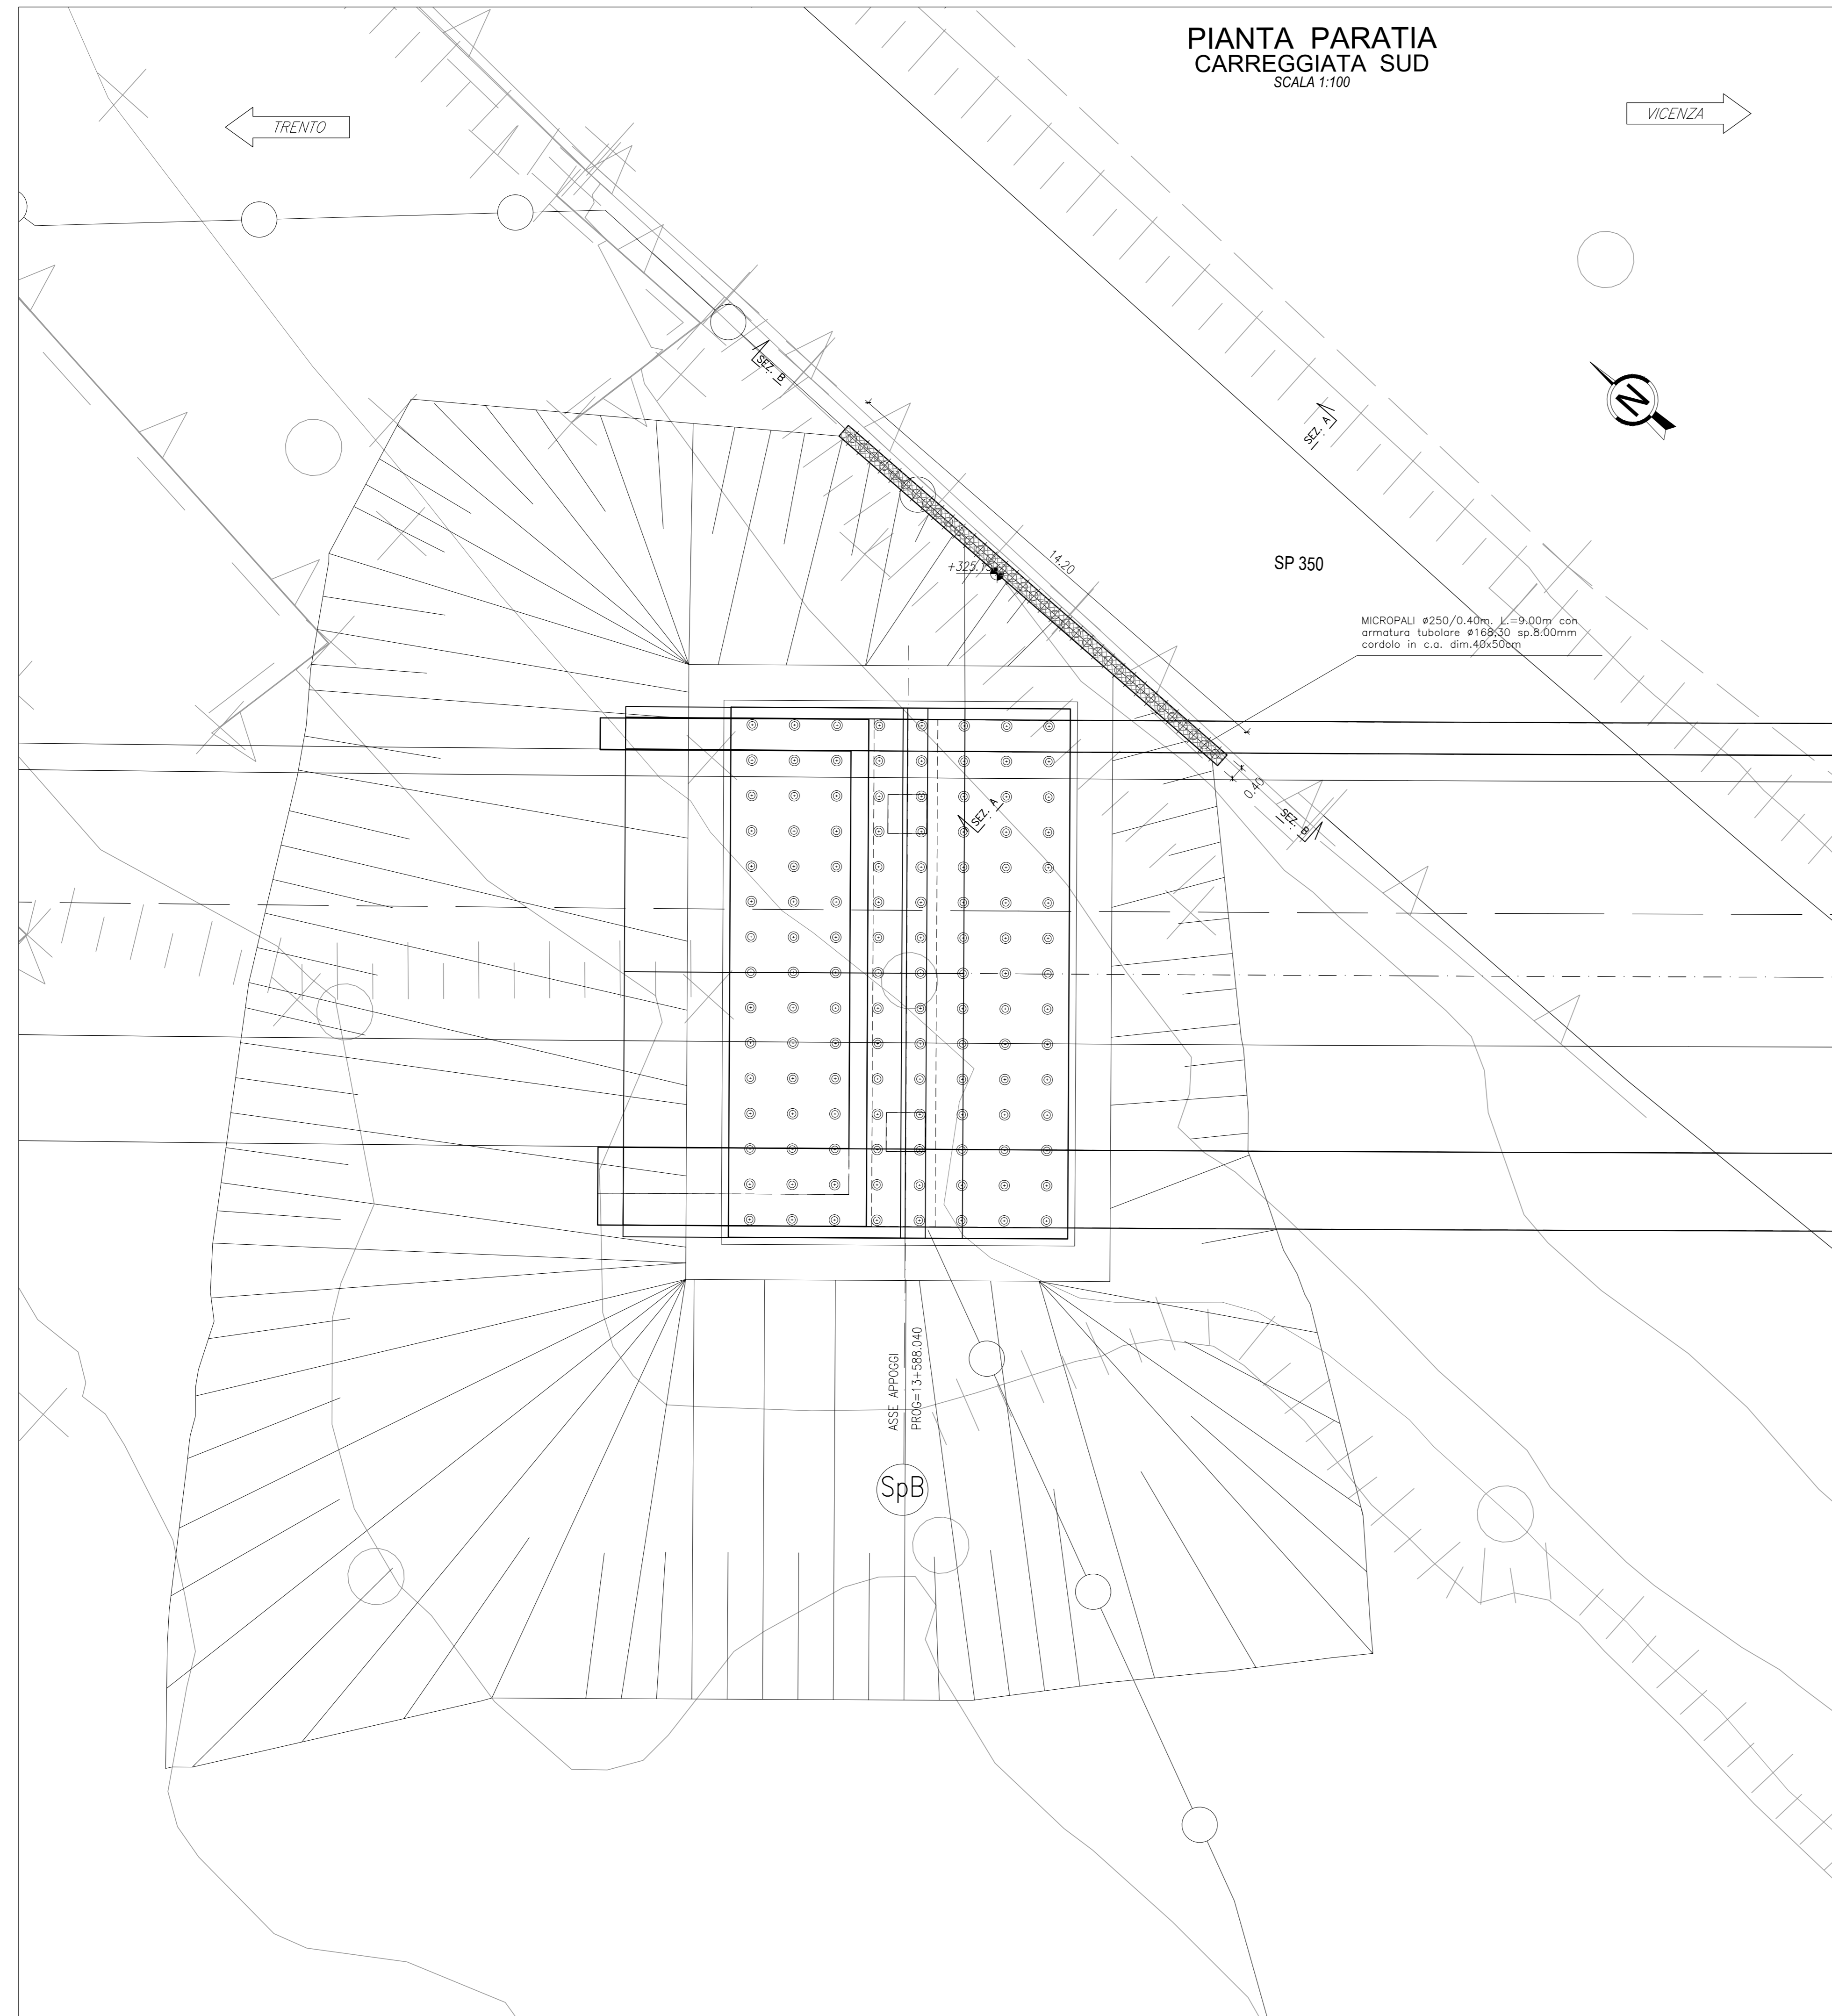 PIANTA PARATIA
CARREGGIATA SUD
SCALA 1:100
TRENTO
VICENZA
N
SEZ. B
SEZ. A
14.20
SP 350
MICROPALI ø250/0.40m. L.=9.00m con
armatura tubolare ø168,30 sp.8.00mm
cordolo in c.a. dim.40x50cm
0.40
SEZ. A
SEZ. B
ASSE APPOGGI
PROG=13+588.040
SpB